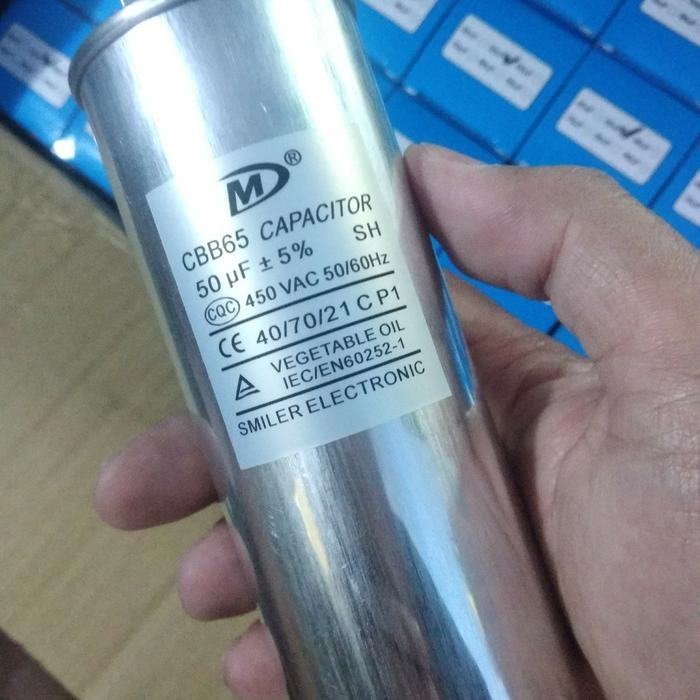 M®
CBB65 CAPACITOR
50 µF ± 5% SH
CQC 450 VAC 50/60Hz
CE 40/70/21 C P1
VEGETABLE OIL
IEC/EN60252-1
SMILER ELECTRONIC